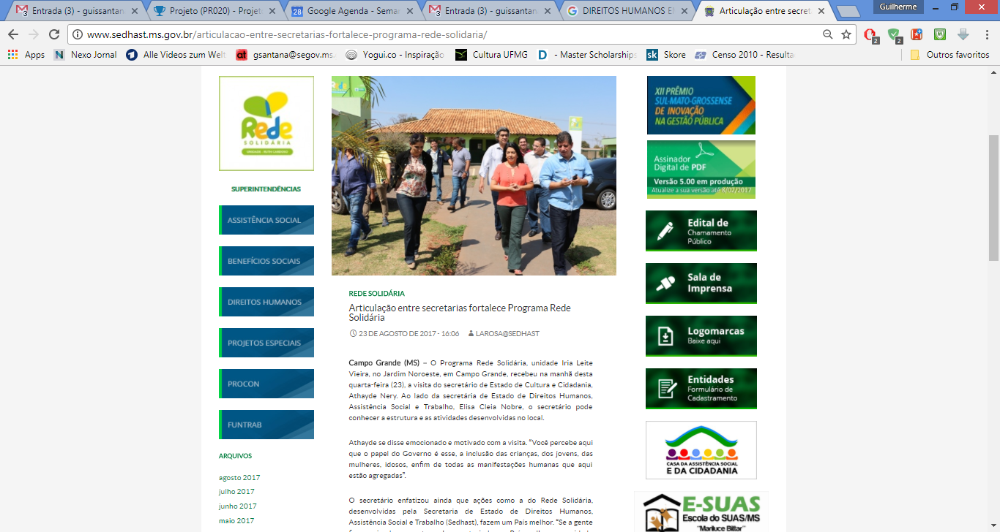 Entrada (3) - guissantan
Projeto (PR020) - Projet
28
Google Agenda - Seman
Entrada (3) - guissantan
DIREITOS HUMANOS EN
Articulação entre secret
Guilherme
www.sedhast.ms.gov.br/articulacao-entre-secretarias-fortalece-programa-rede-solidaria/
2
2
Apps
Nexo Jornal
Alle Videos zum Welt
at
gsantana@segov.ms.
Yogui.co - Inspiração
Cultura UFMG
D
- Master Scholarships
sk
Skore
Censo 2010 - Resulta
Outros favoritos
Rede
SOLIDÁRIA
UNIDADE - RUTH CARDOSO
SUPERINTENDÊNCIAS
ASSISTÊNCIA SOCIAL
BENEFÍCIOS SOCIAIS
DIREITOS HUMANOS
PROJETOS ESPECIAIS
PROCON
FUNTRAB
ARQUIVOS
agosto 2017
julho 2017
junho 2017
maio 2017
REDE SOLIDÁRIA
Articulação entre secretarias fortalece Programa Rede
Solidária
23 DE AGOSTO DE 2017 - 16:06 LAROSA@SEDHAST
Campo Grande (MS) – O Programa Rede Solidária, unidade Iria Leite
Vieira, no Jardim Noroeste, em Campo Grande, recebeu na manhã desta
quarta-feira (23), a visita do secretário de Estado de Cultura e Cidadania,
Athayde Nery. Ao lado da secretária de Estado de Direitos Humanos,
Assistência Social e Trabalho, Elisa Cleia Nobre, o secretário pode
conhecer a estrutura e as atividades desenvolvidas no local.
Athayde se disse emocionado e motivado com a visita. “Você percebe aqui
que o papel do Governo é esse, a inclusão das crianças, dos jovens, das
mulheres, idosos, enfim de todas as manifestações humanas que aqui
estão agregadas”.
O secretário enfatizou ainda que ações como a do Rede Solidária,
desenvolvidas pela Secretaria de Estado de Direitos Humanos,
Assistência Social e Trabalho (Sedhast), fazem um País melhor. “Se a gente
XII PRÊMIO
SUL-MATO-GROSSENSE
DE INOVAÇÃO
NA GESTÃO PÚBLICA
Assinador
Digital de PDF
Versão 5.00 em produção
Atualize a sua versão até 8/02/2017
Edital de
Chamamento
Público
Sala de
Imprensa
Logomarcas
Baixe aqui
Entidades
Formulário de
Cadastramento
CASA DA ASSISTÊNCIA SOCIAL
E DA CIDADANIA
E-SUAS
Escola do SUAS/MS
"Mariluce Bittar"